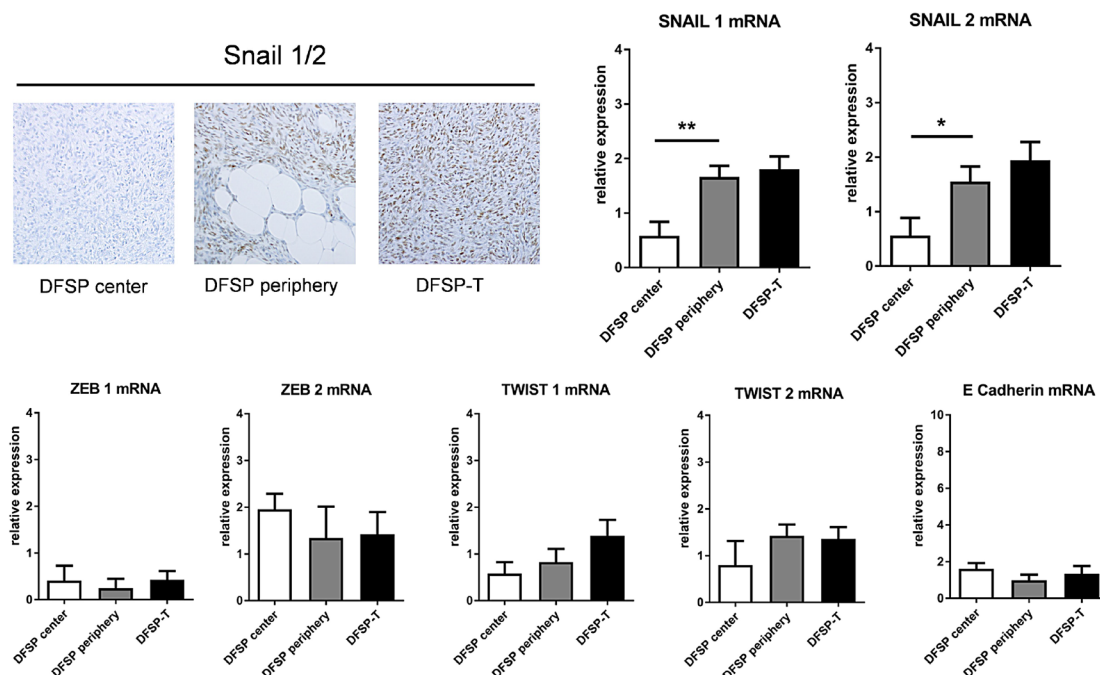 Snail 1/2
DFSP center
DFSP periphery
DFSP-T
SNAIL 1 mRNA
relative expression
4
3
2
1
0
**
DFSP center
DFSP periphery
DFSP-T
SNAIL 2 mRNA
relative expression
4
3
2
1
0
*
DFSP center
DFSP periphery
DFSP-T
ZEB 1 mRNA
relative expression
4
3
2
1
0
DFSP center
DFSP periphery
DFSP-T
ZEB 2 mRNA
relative expression
4
3
2
1
0
DFSP center
DFSP periphery
DFSP-T
TWIST 1 mRNA
relative expression
4
3
2
1
0
DFSP center
DFSP periphery
DFSP-T
TWIST 2 mRNA
relative expression
4
3
2
1
0
DFSP center
DFSP periphery
DFSP-T
E Cadherin mRNA
relative expression
10
8
6
4
2
0
DFSP center
DFSP periphery
DFSP-T